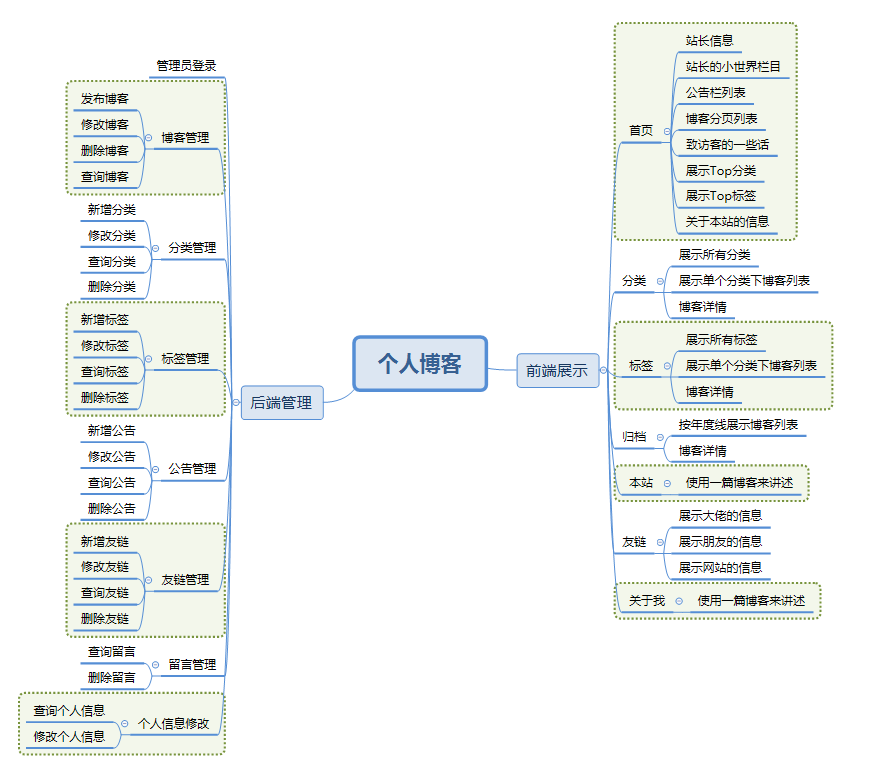 个人博客
后端管理
管理员登录
博客管理
发布博客
修改博客
删除博客
查询博客
分类管理
新增分类
修改分类
查询分类
删除分类
标签管理
新增标签
修改标签
查询标签
删除标签
公告管理
新增公告
修改公告
查询公告
删除公告
友链管理
新增友链
修改友链
查询友链
删除友链
留言管理
查询留言
删除留言
个人信息修改
查询个人信息
修改个人信息
前端展示
首页
站长信息
站长的小世界栏目
公告栏列表
博客分页列表
致访客的一些话
展示Top分类
展示Top标签
关于本站的信息
分类
展示所有分类
展示单个分类下博客列表
博客详情
标签
展示所有标签
展示单个分类下博客列表
博客详情
归档
按年度线展示博客列表
博客详情
本站
使用一篇博客来讲述
友链
展示大佬的信息
展示朋友的信息
展示网站的信息
关于我
使用一篇博客来讲述